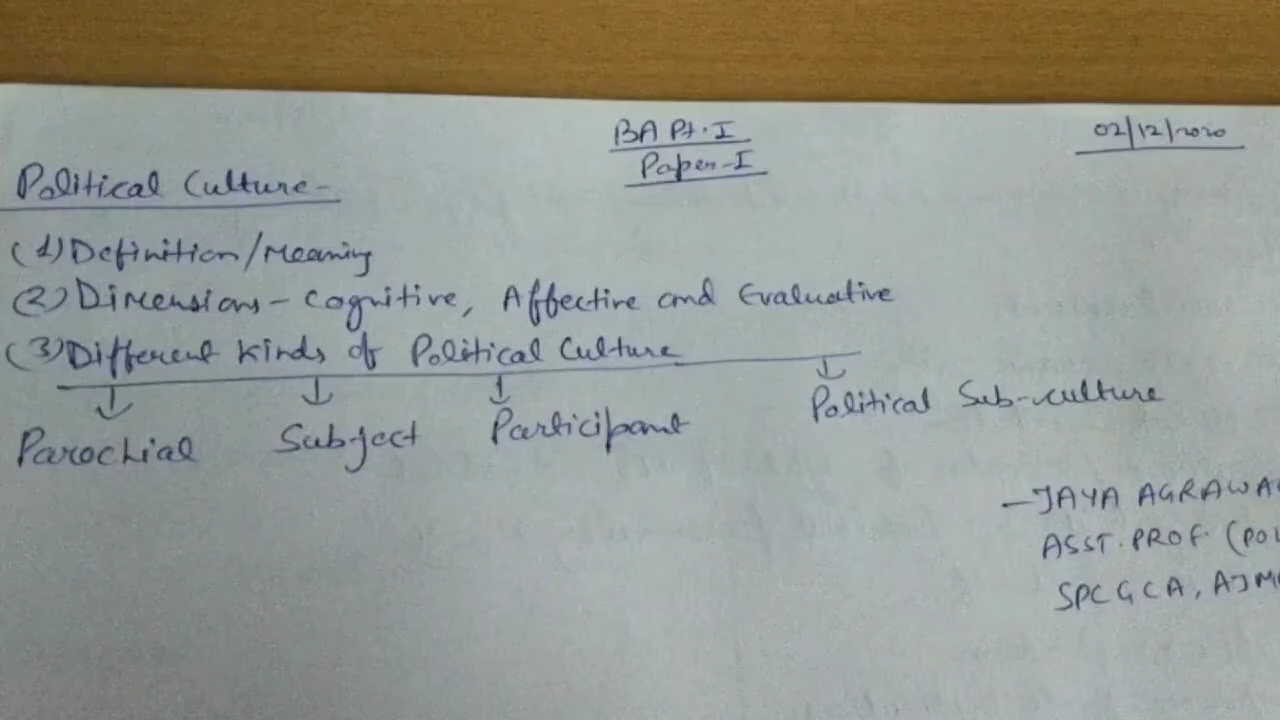 BA Pt. I
Paper-I
02/12/2020
Political Culture-
(1) Definition/Meaning
(2) Dimensions - Cognitive, Affective and Evaluative
(3) Different kinds of Political Culture
Parochial Subject Participant Political Sub-culture
- JAYA AGRAWA
ASST. PROF. (POL
SPCGCA, AJM